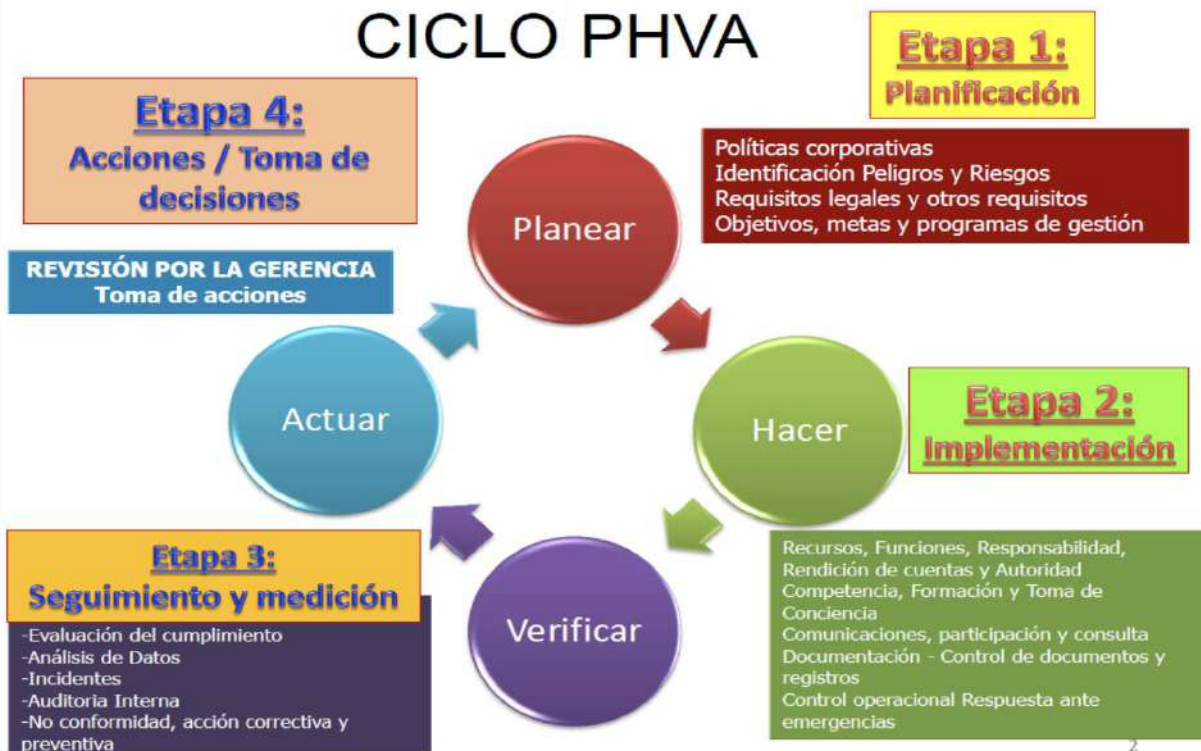 CICLO PHVA
Etapa 1:
Planificación
Políticas corporativas
Identificación Peligros y Riesgos
Requisitos legales y otros requisitos
Objetivos, metas y programas de gestión
Planear
Etapa 2:
Implementación
Hacer
Recursos, Funciones, Responsabilidad,
Rendición de cuentas y Autoridad
Competencia, Formación y Toma de
Conciencia
Comunicaciones, participación y consulta
Documentación - Control de documentos y
registros
Control operacional Respuesta ante
emergencias
Etapa 3:
Seguimiento y medición
-Evaluación del cumplimiento
-Análisis de Datos
-Incidentes
-Auditoria Interna
-No conformidad, acción correctiva y
preventiva
Verificar
Etapa 4:
Acciones / Toma de
decisiones
REVISIÓN POR LA GERENCIA
Toma de acciones
Actuar
2